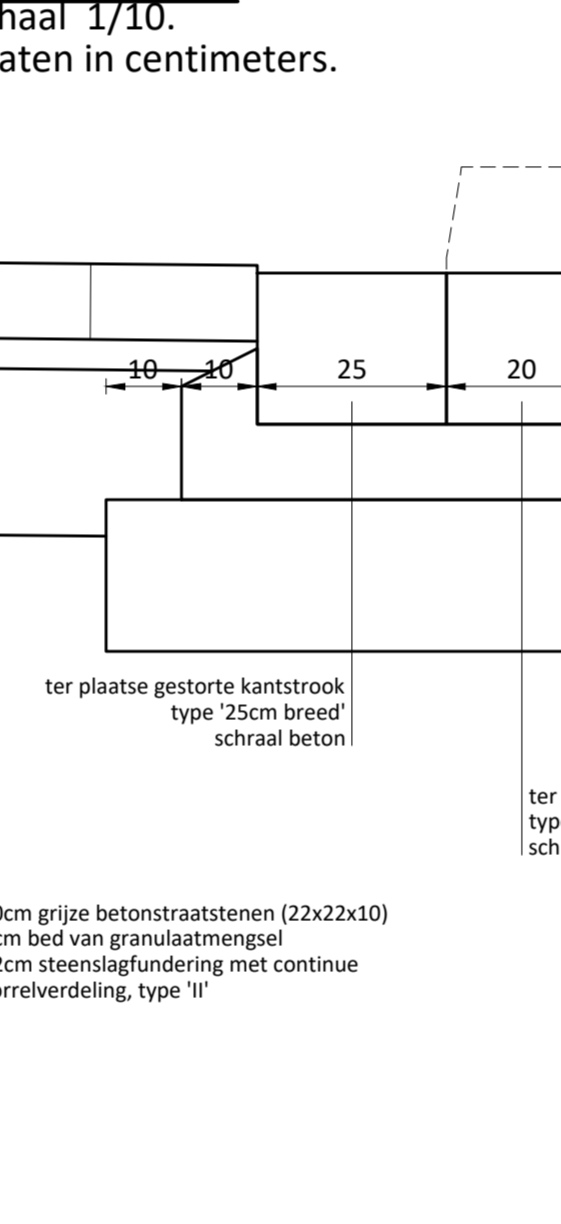 haal 1/10.
aten in centimeters.
10 10 25 20
ter plaatse gestorte kantstrook
type '25cm breed'
schraal beton
ter
typ
sch
0cm grijze betonstraatstenen (22x22x10)
cm bed van granulaatmengsel
2cm steenslagfundering met continue
orrelverdeling, type 'II'